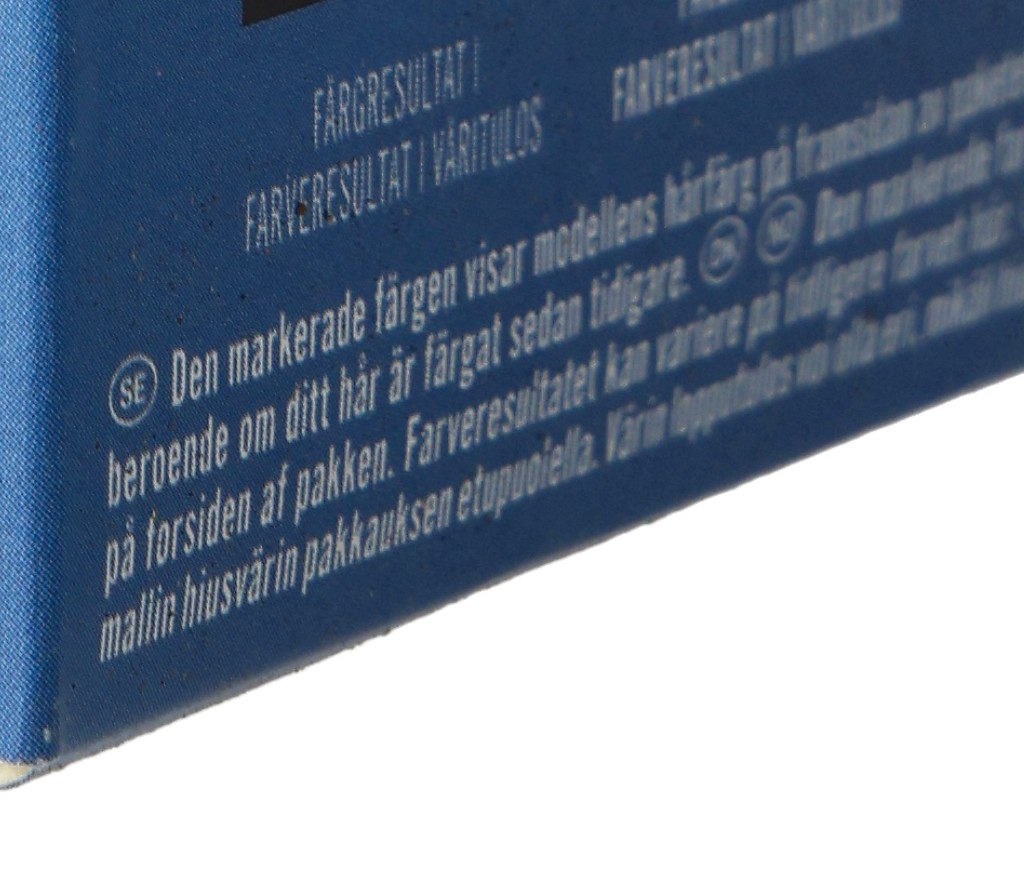 FÄRGRESULTAT |
FARVERESULTAT | VÄRITULOS
FARVERESULTAT | VÄRITULOS
SE Den markerade färgen visar modellens hårfärg på framsidan av
beroende om ditt hår är färgat sedan tidigare. DK NO Den markerede
på forsiden af pakken. Farveresultatet kan variere på tidligere farvet hår.
mallin hiusvärin pakkauksen etupuolella. Värin lopputulos voi olla eri,